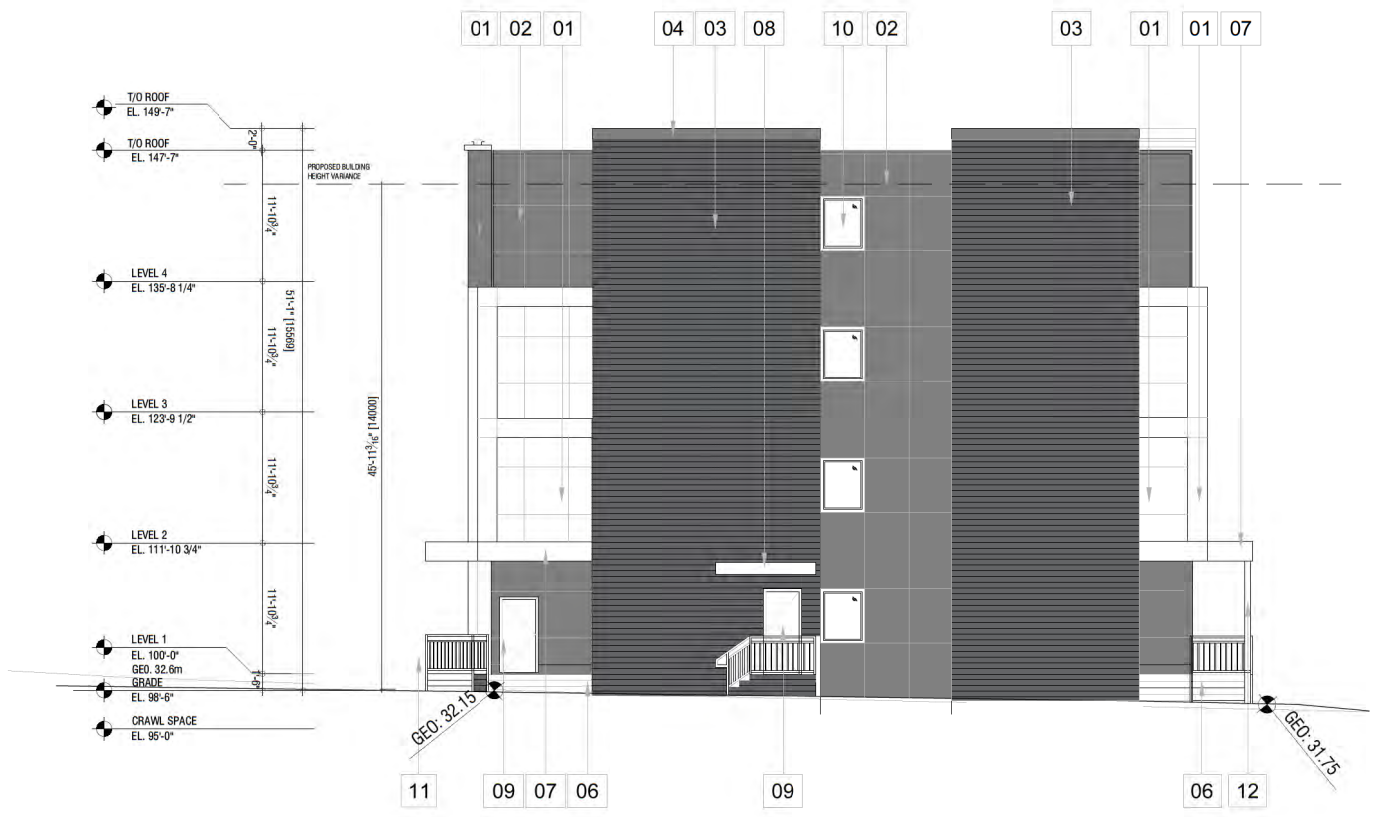 01 02 01 04 03 08 10 02 03 01 01 07
T/O ROOF
EL. 149'-7"
2'-0"
T/O ROOF
EL. 147'-7"
PROPOSED BUILDING
HEIGHT VARIANCE
11'-10¾"
LEVEL 4
EL. 135'-8 1/4"
51'-1" [15569]
11'-10¾"
LEVEL 3
EL. 123'-9 1/2"
45'-11 3/16" [14000]
11'-10¾"
LEVEL 2
EL. 111'-10 3/4"
11'-10¾"
LEVEL 1
EL. 100'-0"
GEO. 32.6m
1'-6"
GRADE
EL. 98'-6"
CRAWL SPACE
EL. 95'-0"
GEO: 32.15
GEO: 31.75
11 09 07 06 09 06 12